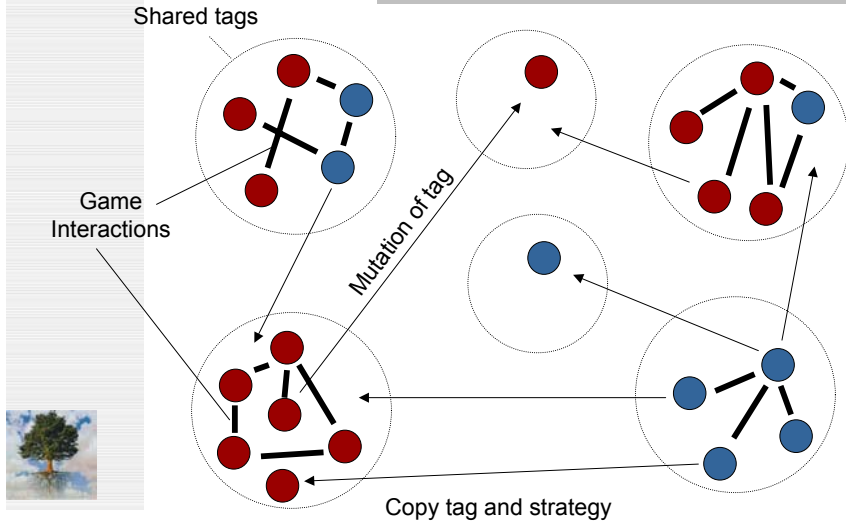 Shared tags
Game
Interactions
Mutation of tag
Copy tag and strategy